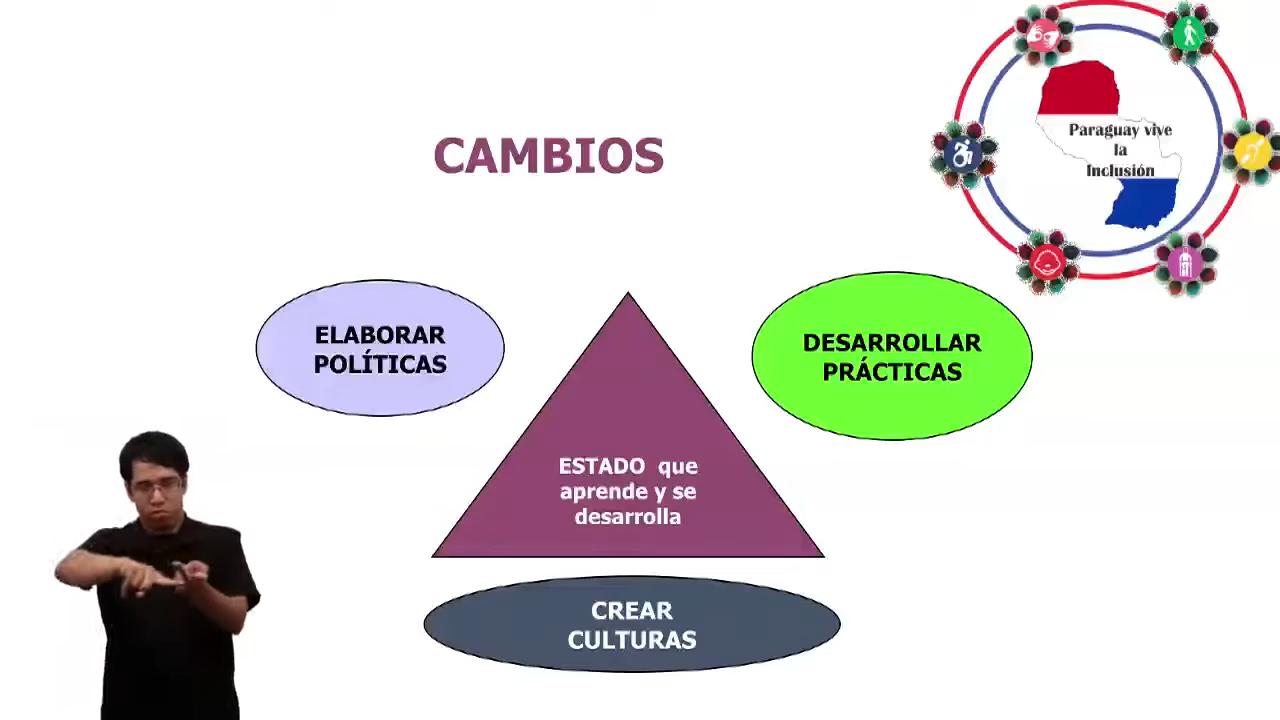 CAMBIOS
Paraguay vive
la
Inclusión
ELABORAR
POLÍTICAS
DESARROLLAR
PRÁCTICAS
ESTADO que
aprende y se
desarrolla
CREAR
CULTURAS